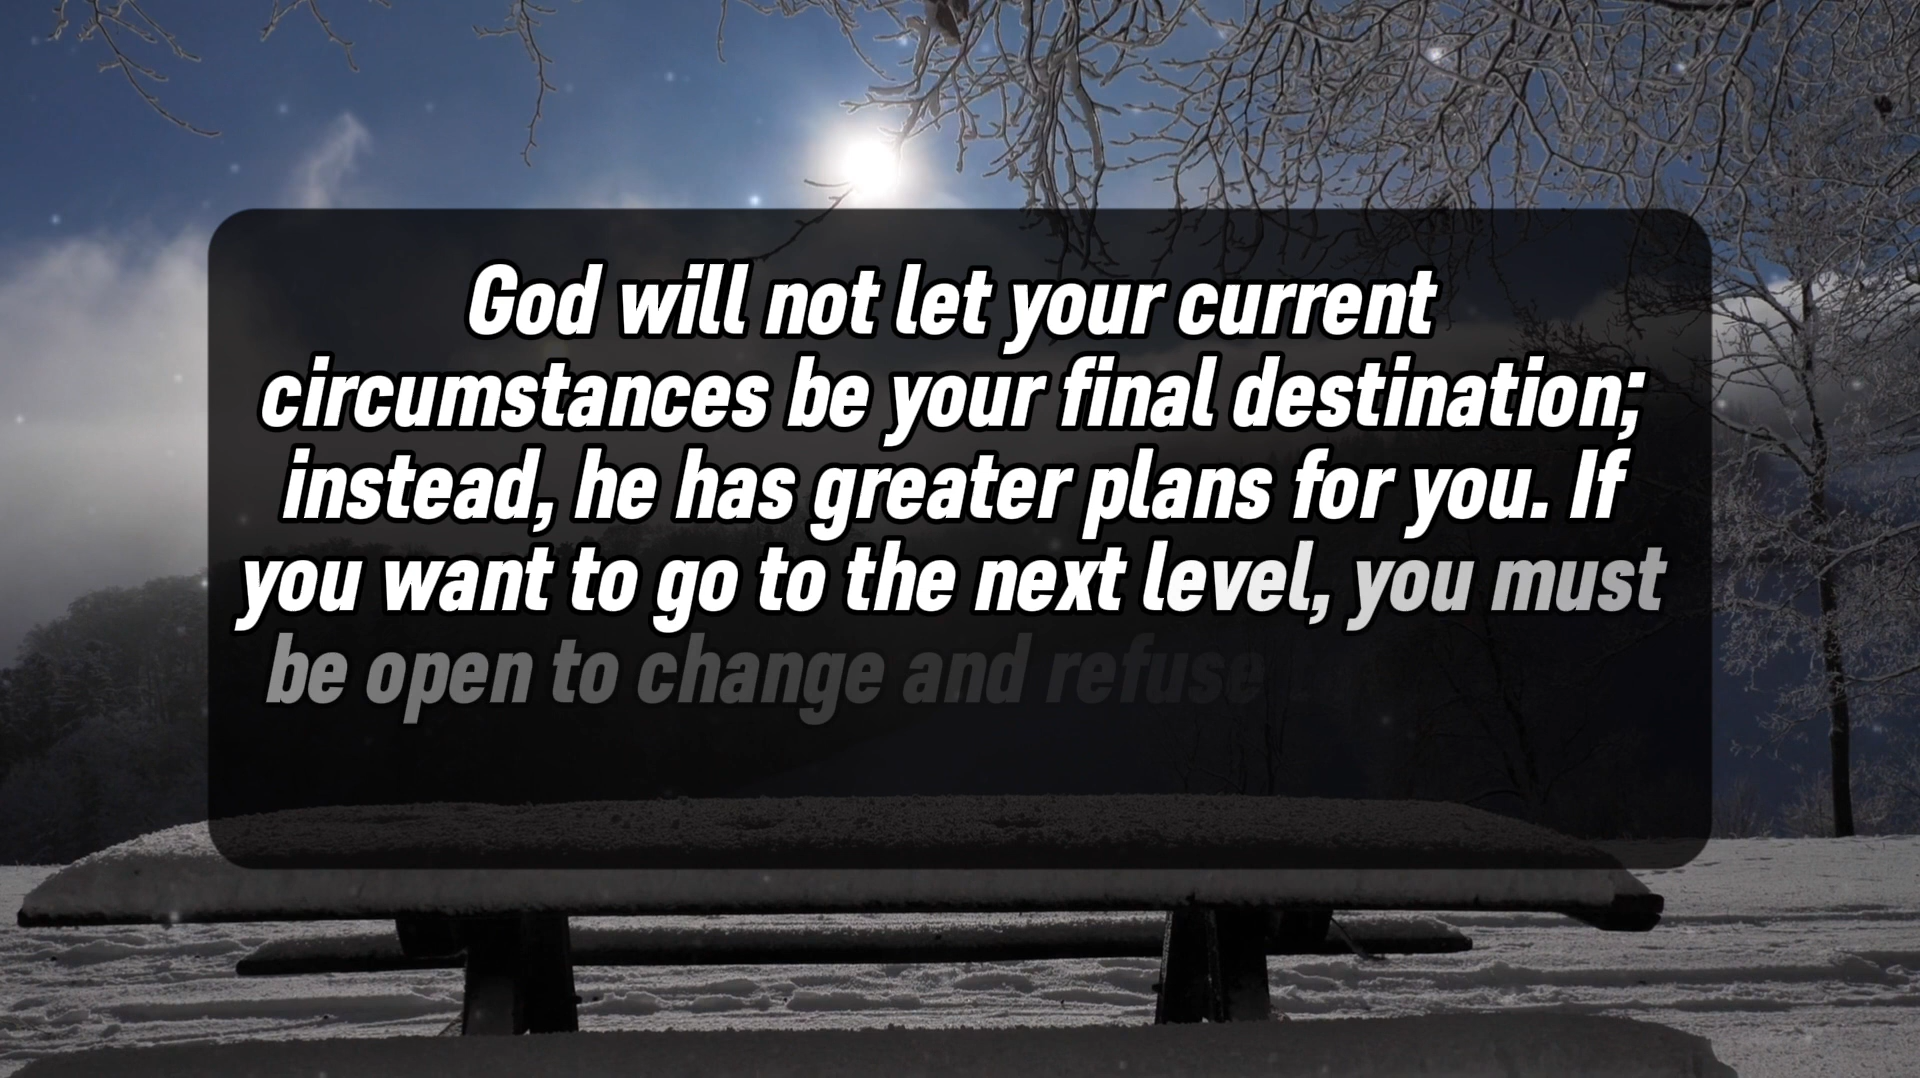 God will not let your current
circumstances be your final destination;
instead, he has greater plans for you. If
you want to go to the next level, you must
be open to change and refuse